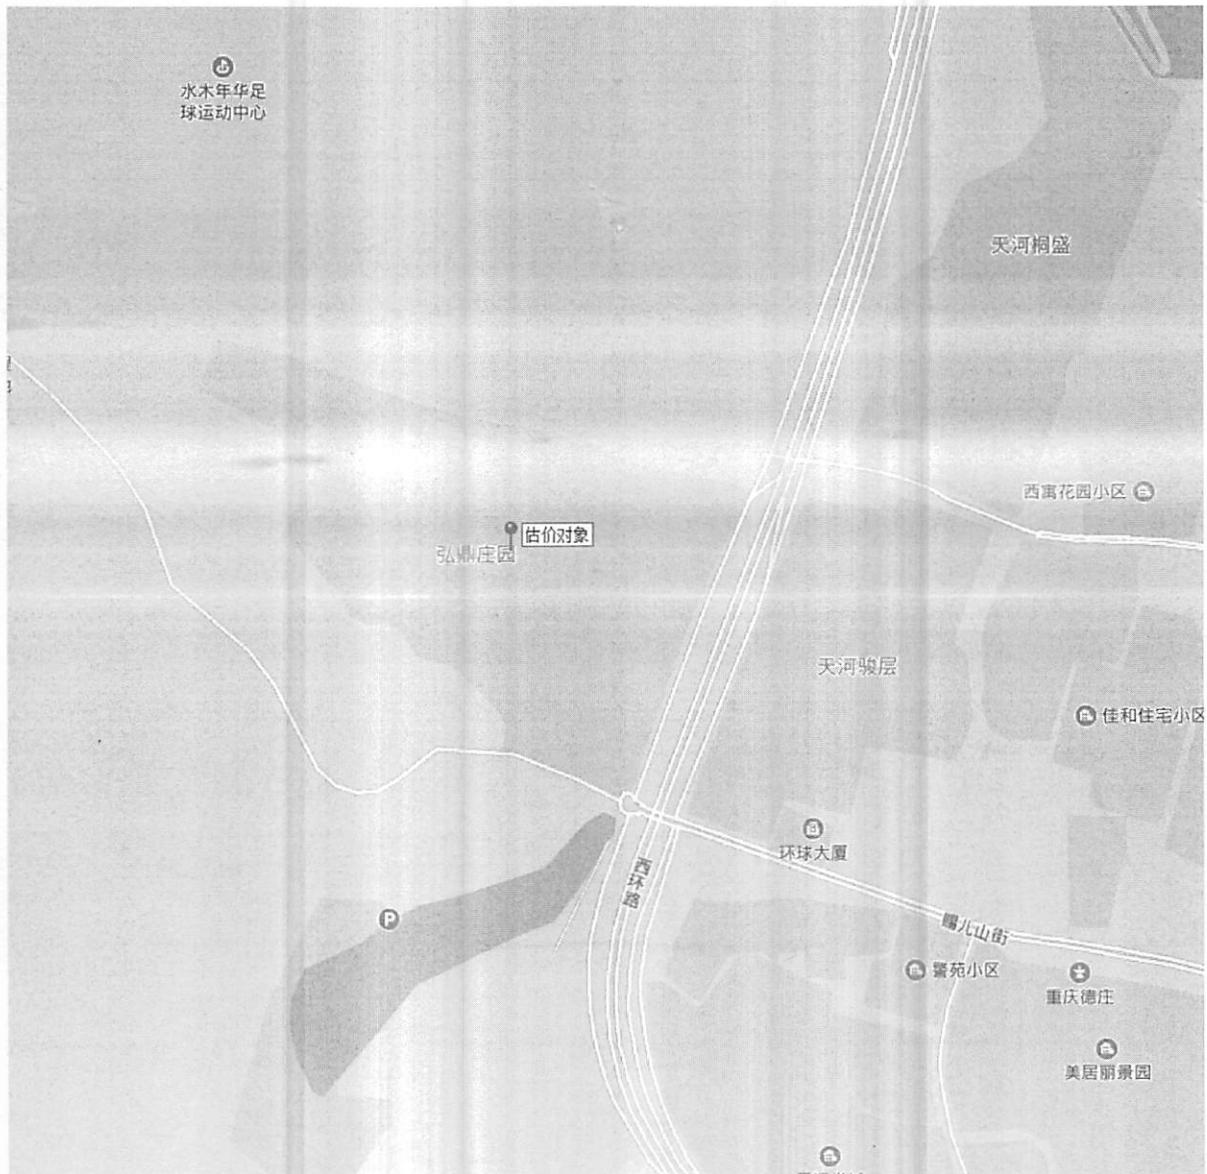 水木年华足
球运动中心
天河桐盛
西寓花园小区
估价对象
弘鼎庄园
天河骏层
佳和住宅小区
环球大厦
西环路
赐儿山街
警苑小区
重庆德庄
美居丽景园
P